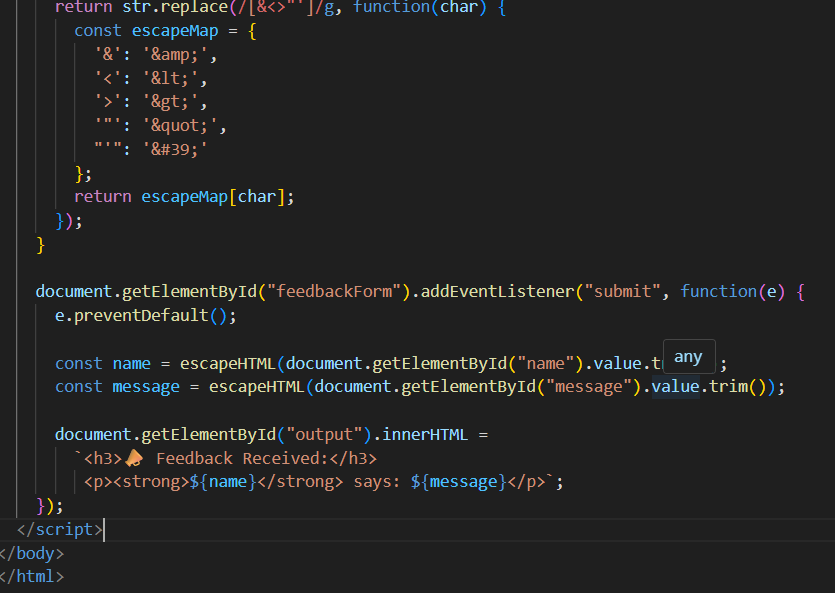 return str.replace(/[&<>"']/g, function(char) {
const escapeMap = {
'&': '&amp;',
'<': '&lt;',
'>': '&gt;',
'"': '&quot;',
"'": '&#39;'
};
return escapeMap[char];
});
}
document.getElementById("feedbackForm").addEventListener("submit", function(e) {
e.preventDefault();
const name = escapeHTML(document.getElementById("name").value.t any ;
const message = escapeHTML(document.getElementById("message").value.trim());
document.getElementById("output").innerHTML =
`<h3>📣 Feedback Received:</h3>
<p><strong>${name}</strong> says: ${message}</p>`;
});
</script>
</body>
</html>